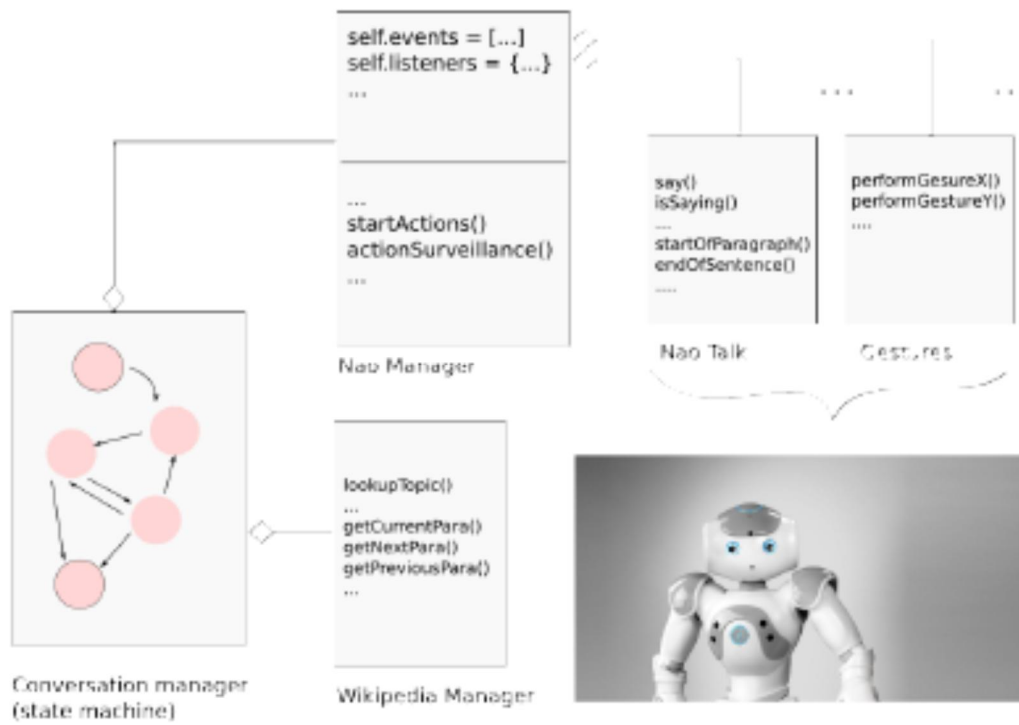 self.events = [...]
self.listeners = {...}
...
...
startActions()
actionSurveillance()
...
Nao Manager
...
say()
isSaying()
...
startOfParagraph()
endOfSentence()
....
Nao Talk
..
performGesureX()
performGestureY()
....
Gestures
lookupTopic()
...
getCurrentPara()
getNextPara()
getPreviousPara()
...
Wikipedia Manager
Conversation manager
(state machine)